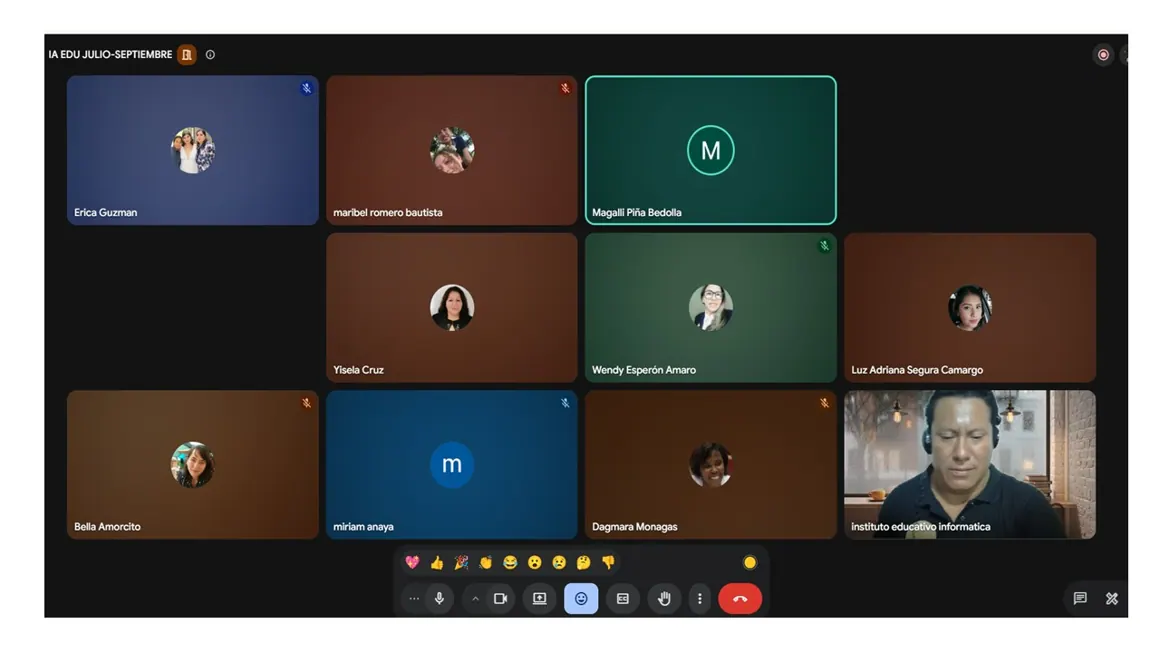 IA EDU JULIO-SEPTIEMBRE
Erica Guzman
maribel romero bautista
M
Magalli Piña Bedolla
Yisela Cruz
Wendy Esperón Amaro
Luz Adriana Segura Camargo
Bella Amorcito
m
miriam anaya
Dagmara Monagas
instituto educativo informatica
CC